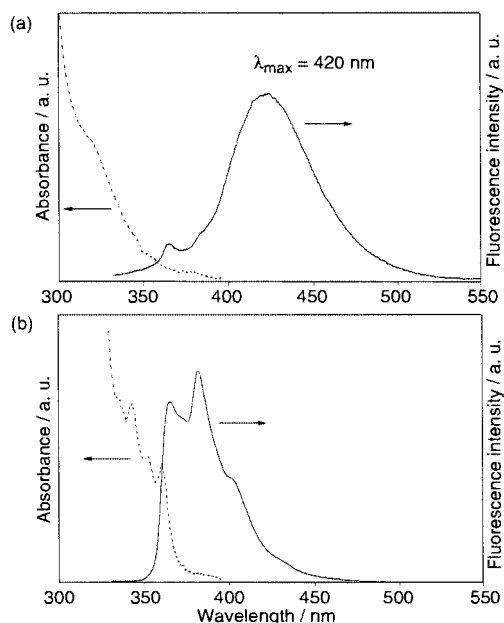 (a)
λmax = 420 nm
Absorbance / a. u.
Fluorescence intensity / a. u.
300 350 400 450 500 550
(b)
Absorbance / a. u.
Fluorescence intensity / a. u.
300 350 400 450 500 550
Wavelength / nm